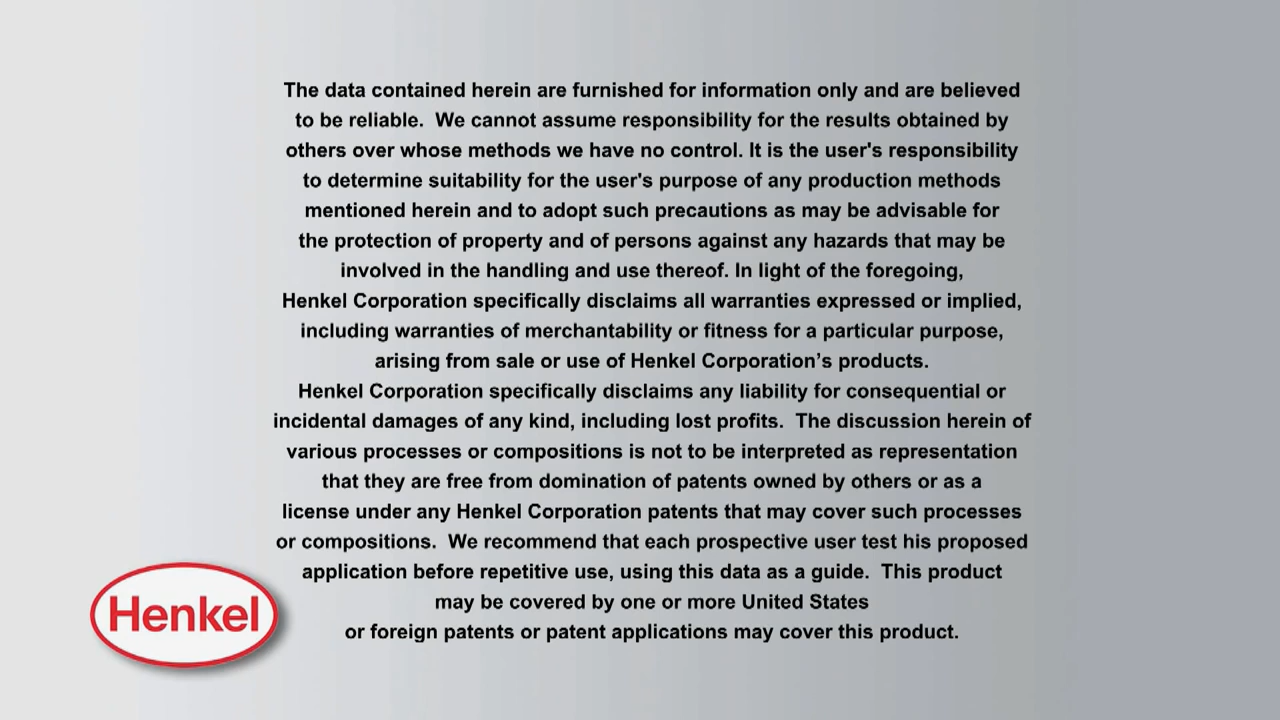 The data contained herein are furnished for information only and are believed
to be reliable.  We cannot assume responsibility for the results obtained by
others over whose methods we have no control. It is the user's responsibility
to determine suitability for the user's purpose of any production methods
mentioned herein and to adopt such precautions as may be advisable for
the protection of property and of persons against any hazards that may be
involved in the handling and use thereof. In light of the foregoing,
Henkel Corporation specifically disclaims all warranties expressed or implied,
including warranties of merchantability or fitness for a particular purpose,
arising from sale or use of Henkel Corporation’s products.
Henkel Corporation specifically disclaims any liability for consequential or
incidental damages of any kind, including lost profits.  The discussion herein of
various processes or compositions is not to be interpreted as representation
that they are free from domination of patents owned by others or as a
license under any Henkel Corporation patents that may cover such processes
or compositions.  We recommend that each prospective user test his proposed
application before repetitive use, using this data as a guide.  This product
may be covered by one or more United States
or foreign patents or patent applications may cover this product.
Henkel